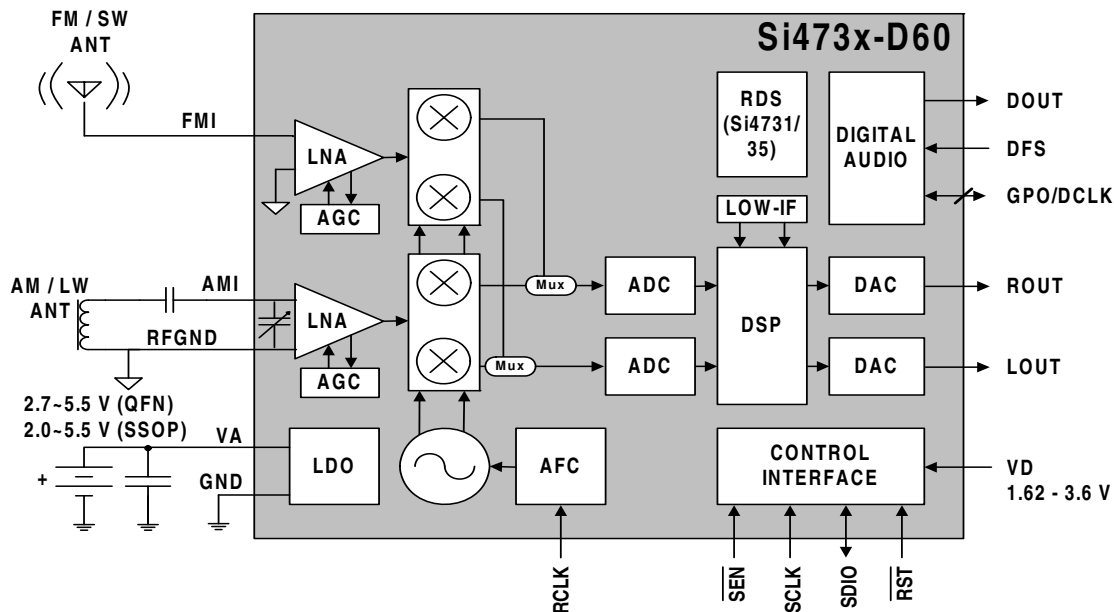 FM / SW
ANT
Si473x-D60
FMI
LNA
AGC
RDS
(Si4731/
35)
DIGITAL
AUDIO
DOUT
DFS
GPO/DCLK
LOW-IF
AM / LW
ANT
AMI
RFGND
LNA
AGC
Mux
Mux
ADC
ADC
DSP
DAC
DAC
ROUT
LOUT
2.7~5.5 V (QFN)
2.0~5.5 V (SSOP)
VA
+
GND
LDO
AFC
CONTROL
INTERFACE
VD
1.62 - 3.6 V
RCLK
SEN
SCLK
SDIO
RST